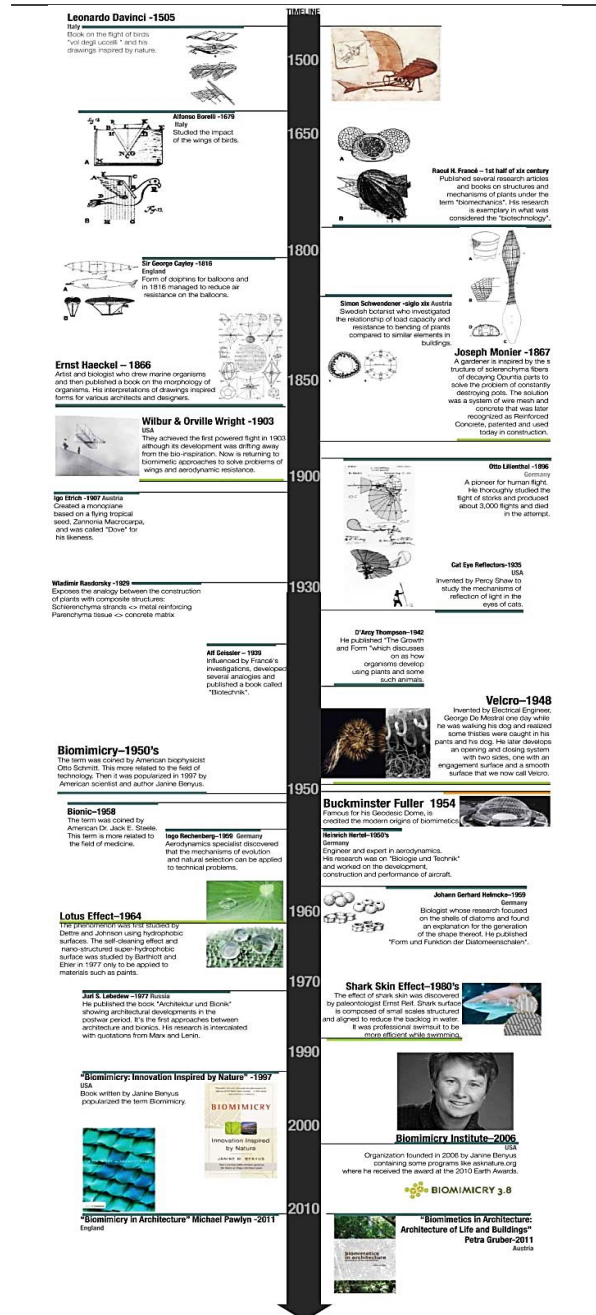 TIMELINE
Leonardo Davinci -1505
Italy
Book on the flight of birds
"vol degli uccelli " and his
drawings inspired by nature.
1500
Alfonso Borelli -1679
Italy
Studied the impact
of the wings of birds.
1650
Raoul H. Francé – 1st half of xix century
Published several research articles
and books on structures and
mechanisms of plants under the
term "biomechanics". His research
is exemplary in what was
considered the "biotechnology".
1800
Sir George Cayley -1816
England
Form of dolphins for balloons and
in 1816 managed to reduce air
resistance on the balloons.
Simon Schwendener -siglo xix Austria
Swedish botanist who investigated
the relationship of load capacity and
resistance to bending of plants
compared to similar elements in
buildings.
Ernst Haeckel – 1866
Artist and biologist who drew marine organisms
and then published a book on the morphology of
organisms. His interpretations of drawings inspired
forms for various architects and designers.
1850
Joseph Monier -1867
A gardener is inspired by the s
tructure of sclerenchyma fibers
of decaying Opuntia parts to
solve the problem of constantly
destroying pots. The solution
was a system of wire mesh and
concrete that was later
recognized as Reinforced
Concrete, patented and used
today in construction.
Wilbur & Orville Wright -1903
USA
They achieved the first powered flight in 1903
although its development was drifting away
from the bio-inspiration. Now is returning to
biomimetic approaches to solve problems of
wings and aerodynamic resistance.
1900
Otto Lilienthal -1896
Germany
A pioneer for human flight.
He thoroughly studied the
flight of storks and produced
about 3,000 flights and died
in the attempt.
Igo Etrich -1907 Austria
Created a monoplane
based on a flying tropical
seed, Zannonia Macrocarpa,
and was called "Dove" for
his likeness.
Cat Eye Reflectors-1935
USA
Invented by Percy Shaw to
study the mechanisms of
reflection of light in the
eyes of cats.
Wladimir Rasdorsky -1929
Exposes the analogy between the construction
of plants with composite structures:
Schlerenchyma strands <> metal reinforcing
Parenchyma tissue <> concrete matrix
1930
Alf Geissler – 1939
Influenced by Francé's
investigations, developed
several analogies and
published a book called
"Biotechnik".
D'Arcy Thompson–1942
He published "The Growth
and Form "which discusses
on as how
organisms develop
using plants and some
such animals.
Velcro–1948
Invented by Electrical Engineer,
George De Mestral one day while
he was walking his dog and realized
some thistles were caught in his
pants and his dog. He later develops
an opening and closing system
with two sides, one with an
engagement surface and a smooth
surface that we now call Velcro.
Biomimicry–1950's
The term was coined by American biophysicist
Otto Schmitt. This more related to the field of
technology. Then it was popularized in 1997 by
American scientist and author Janine Benyus.
1950
Bionic–1958
The term was coined by
American Dr. Jack E. Steele.
This term is more related to
the field of medicine.
Buckminster Fuller 1954
Famous for his Geodesic Dome, is
credited the modern origins of biomimetics
Ingo Rechenberg–1959 Germany
Aerodynamics specialist discovered
that the mechanisms of evolution
and natural selection can be applied
to technical problems.
Heinrich Hertel–1950's
Germany
Engineer and expert in aerodynamics.
His research was on "Biologie und Technik"
and worked on the development,
construction and performance of aircraft.
Johann Gerhard Helmcke–1959
Germany
Biologist whose research focused
on the shells of diatoms and found
an explanation for the generation
of the shape thereof. He published
"Form und Funktion der Diatomeenschalen".
1960
Lotus Effect–1964
The phenomenon was first studied by
Dettre and Johnson using hydrophobic
surfaces. The self-cleaning effect and
nano-structured super-hydrophobic
surface was studied by Barthlott and
Ehler in 1977 only to be applied to
materials such as paints.
1970
Juri S. Lebedew –1977 Russia
He published the book "Architektur und Bionik"
showing architectural developments in the
postwar period. It's the first approaches between
architecture and bionics. His research is intercalated
with quotations from Marx and Lenin.
Shark Skin Effect–1980's
The effect of shark skin was discovered
by paleontologist Ernst Reif. Shark surface
is composed of small scales structured
and aligned to reduce the backlog in water.
It was professional swimsuit to be
more efficient while swimming.
1990
"Biomimicry: Innovation Inspired by Nature" -1997
USA
Book written by Janine Benyus
popularized the term Biomimicry.
BIOMIMICRY
Innovation Inspired
by Nature
JANINE M. BENYUS
2000
Biomimicry Institute–2006
USA
Organization founded in 2006 by Janine Benyus
containing some programs like asknature.org
where he received the award at the 2010 Earth Awards.
BIOMIMICRY 3.8
2010
"Biomimicry in Architecture" Michael Pawlyn -2011
England
"Biomimetics in Architecture:
Architecture of Life and Buildings"
Petra Gruber-2011
Austria
biomimetics
in architecture